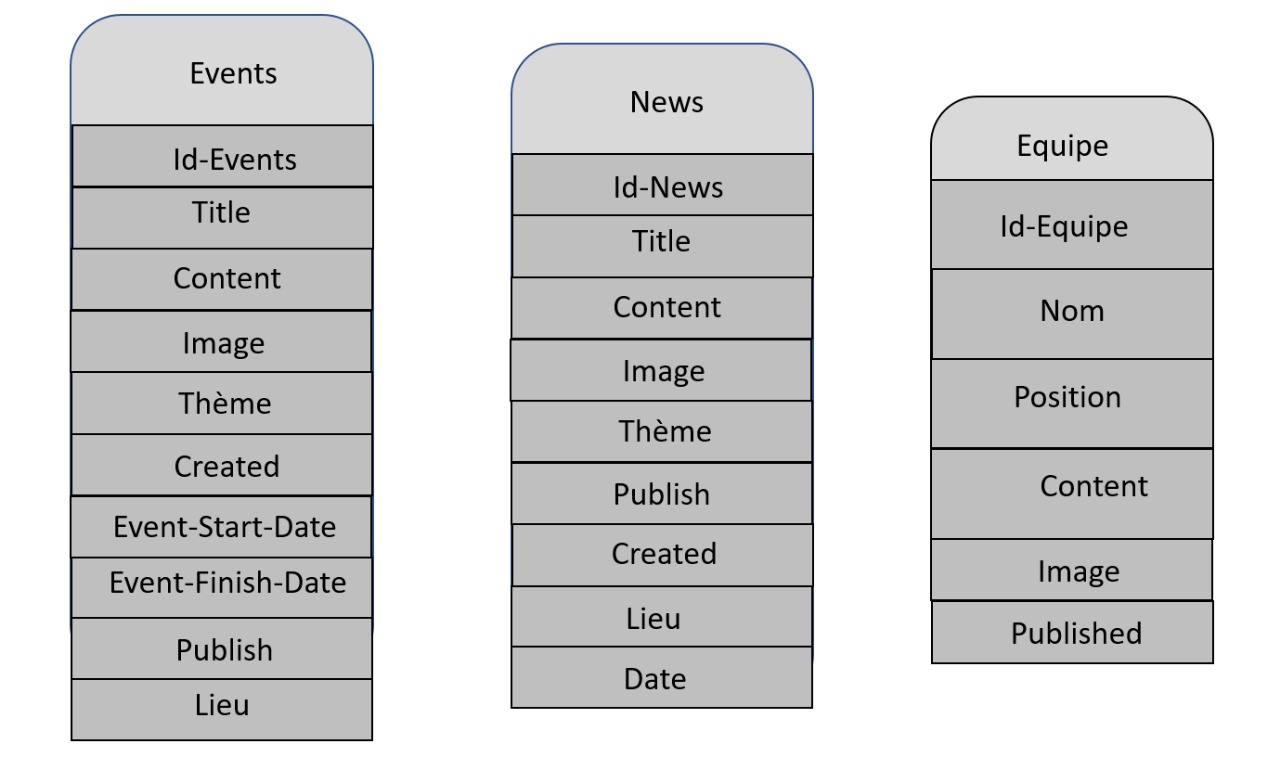 Events
Id-Events
Title
Content
Image
Thème
Created
Event-Start-Date
Event-Finish-Date
Publish
Lieu
News
Id-News
Title
Content
Image
Thème
Publish
Created
Lieu
Date
Equipe
Id-Equipe
Nom
Position
Content
Image
Published